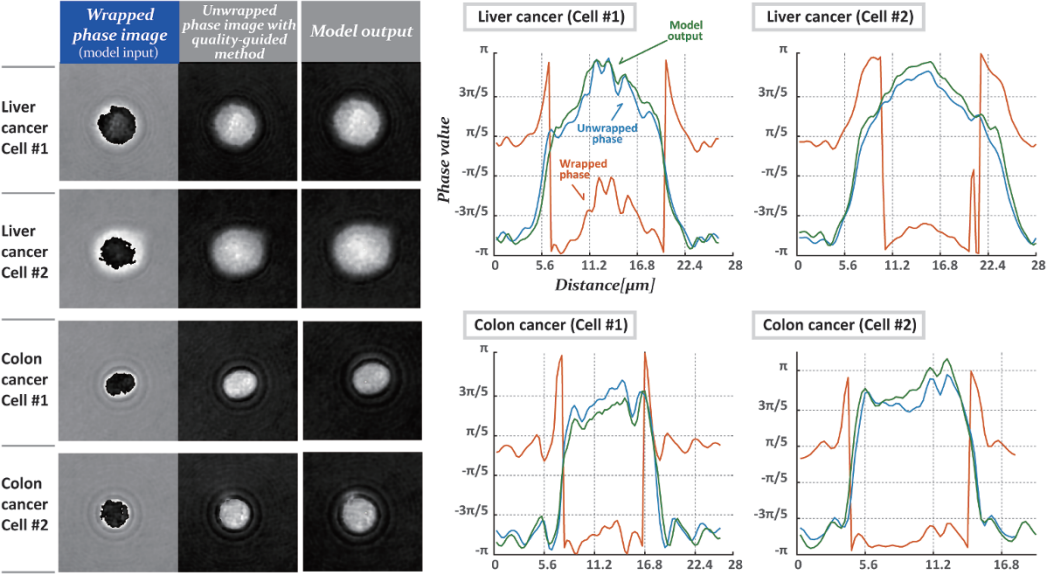 Wrapped
phase image
(model input)
Unwrapped
phase image with
quality-guided
method
Model output
Liver
cancer
Cell #1
Liver
cancer
Cell #2
Colon
cancer
Cell #1
Colon
cancer
Cell #2
Liver cancer (Cell #1)
π
3π/5
π/5
-π/5
-3π/5
-π
Phase value
Model
output
Unwrapped
phase
Wrapped
phase
0 5.6 11.2 16.8 22.4 28
Distance[μm]
Liver cancer (Cell #2)
π
3π/5
π/5
-π/5
-3π/5
-π
0 5.6 11.2 16.8 22.4 28
Colon cancer (Cell #1)
π
3π/5
π/5
-π/5
-3π/5
-π
0 5.6 11.2 16.8 22.4 28
Colon cancer (Cell #2)
π
3π/5
π/5
-π/5
-3π/5
-π
0 5.6 11.2 16.8